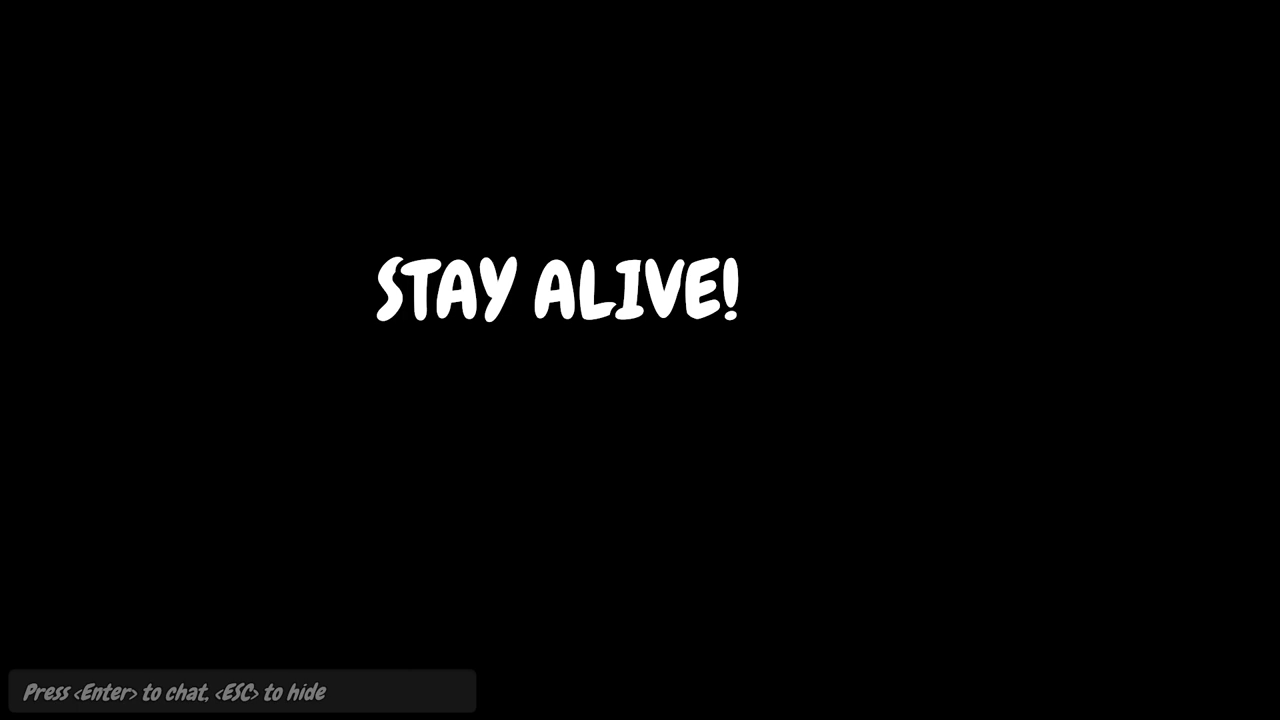 STAY ALIVE!
Press <Enter> to chat, <ESC> to hide